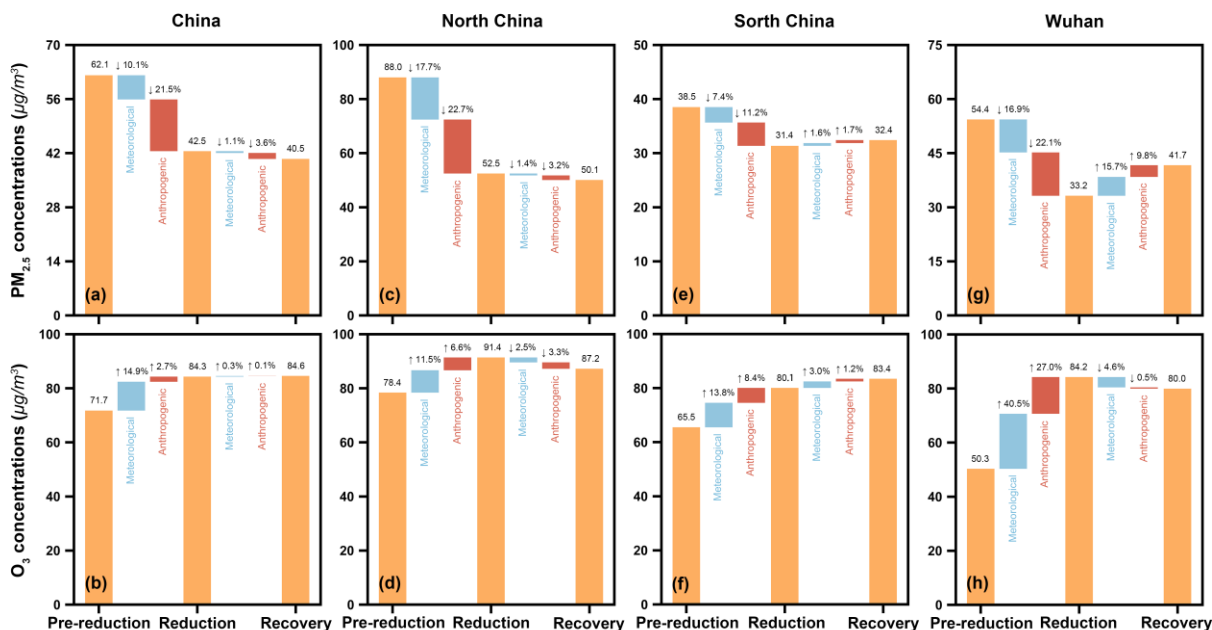 China
North China
Sorth China
Wuhan
PM2.5 concentrations (μg/m³)
70
56
42
28
14
0
62.1
↓ 10.1%
Meteorological
↓ 21.5%
Anthropogenic
42.5
↓ 1.1%
Meteorological
↓ 3.6%
Anthropogenic
40.5
(a)
100
80
60
40
20
0
88.0
↓ 17.7%
Meteorological
↓ 22.7%
Anthropogenic
52.5
↓ 1.4%
Meteorological
↓ 3.2%
Anthropogenic
50.1
(c)
50
40
30
20
10
0
38.5
↓ 7.4%
Meteorological
↓ 11.2%
Anthropogenic
31.4
↑ 1.6%
Meteorological
↑ 1.7%
Anthropogenic
32.4
(e)
75
60
45
30
15
0
54.4
↓ 16.9%
Meteorological
↓ 22.1%
Anthropogenic
33.2
↑ 15.7%
Meteorological
↑ 9.8%
Anthropogenic
41.7
(g)
O3 concentrations (μg/m³)
100
80
60
40
20
0
71.7
↑ 14.9%
Meteorological
↑ 2.7%
Anthropogenic
84.3
↑ 0.3%
Meteorological
↑ 0.1%
Anthropogenic
84.6
(b)
Pre-reduction Reduction Recovery
100
80
60
40
20
0
78.4
↑ 11.5%
Meteorological
↑ 6.6%
Anthropogenic
91.4
↓ 2.5%
Meteorological
↓ 3.3%
Anthropogenic
87.2
(d)
Pre-reduction Reduction Recovery
100
80
60
40
20
0
65.5
↑ 13.8%
Meteorological
↑ 8.4%
Anthropogenic
80.1
↑ 3.0%
Meteorological
↑ 1.2%
Anthropogenic
83.4
(f)
Pre-reduction Reduction Recovery
100
80
60
40
20
0
50.3
↑ 40.5%
Meteorological
↑ 27.0%
Anthropogenic
84.2
↓ 4.6%
Meteorological
↓ 0.5%
Anthropogenic
80.0
(h)
Pre-reduction Reduction Recovery